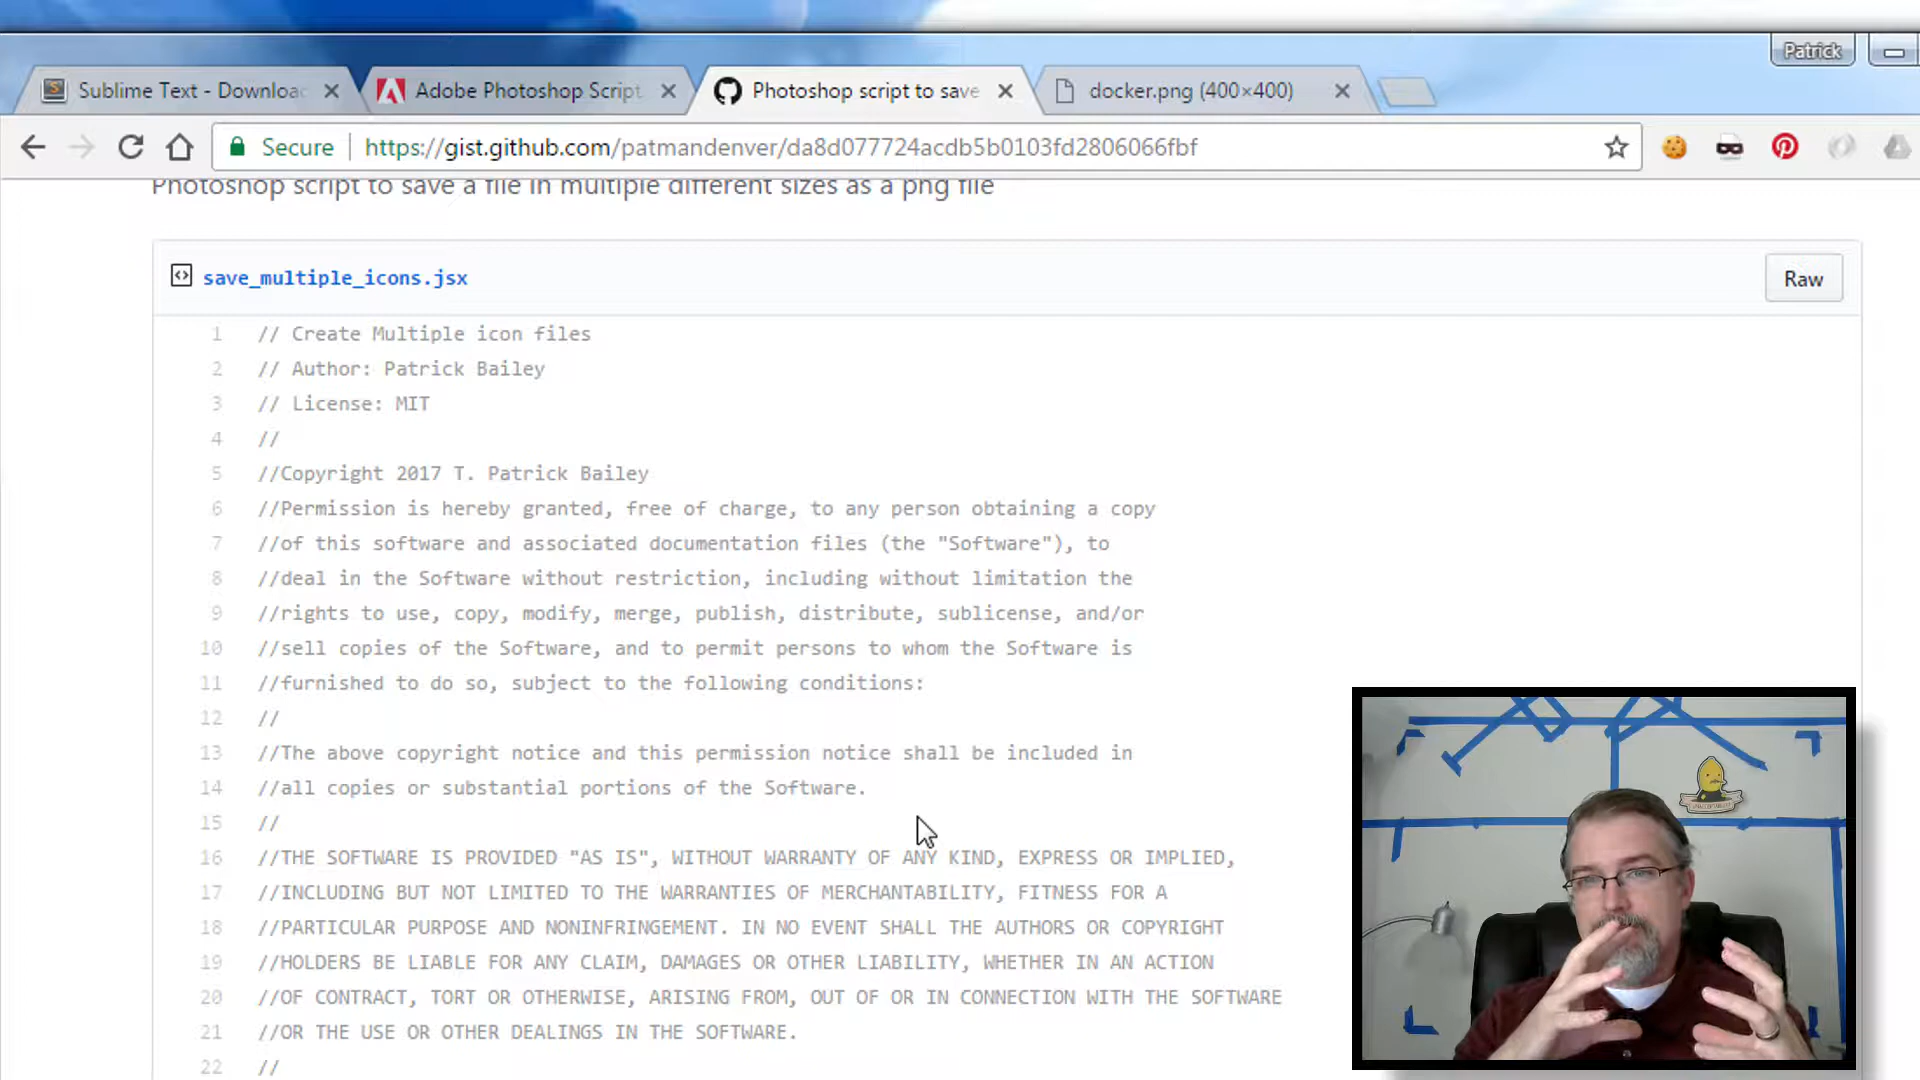 Patrick
Sublime Text - Downloa
Adobe Photoshop Script
Photoshop script to save
docker.png (400×400)
Secure
https://gist.github.com/patmandenver/da8d077724acdb5b0103fd2806066fbf
Photoshop script to save a file in multiple different sizes as a png file
save_multiple_icons.jsx
Raw
1 // Create Multiple icon files
2 // Author: Patrick Bailey
3 // License: MIT
4 //
5 //Copyright 2017 T. Patrick Bailey
6 //Permission is hereby granted, free of charge, to any person obtaining a copy
7 //of this software and associated documentation files (the "Software"), to
8 //deal in the Software without restriction, including without limitation the
9 //rights to use, copy, modify, merge, publish, distribute, sublicense, and/or
10 //sell copies of the Software, and to permit persons to whom the Software is
11 //furnished to do so, subject to the following conditions:
12 //
13 //The above copyright notice and this permission notice shall be included in
14 //all copies or substantial portions of the Software.
15 //
16 //THE SOFTWARE IS PROVIDED "AS IS", WITHOUT WARRANTY OF ANY KIND, EXPRESS OR IMPLIED,
17 //INCLUDING BUT NOT LIMITED TO THE WARRANTIES OF MERCHANTABILITY, FITNESS FOR A
18 //PARTICULAR PURPOSE AND NONINFRINGEMENT. IN NO EVENT SHALL THE AUTHORS OR COPYRIGHT
19 //HOLDERS BE LIABLE FOR ANY CLAIM, DAMAGES OR OTHER LIABILITY, WHETHER IN AN ACTION
20 //OF CONTRACT, TORT OR OTHERWISE, ARISING FROM, OUT OF OR IN CONNECTION WITH THE SOFTWARE
21 //OR THE USE OR OTHER DEALINGS IN THE SOFTWARE.
22 //